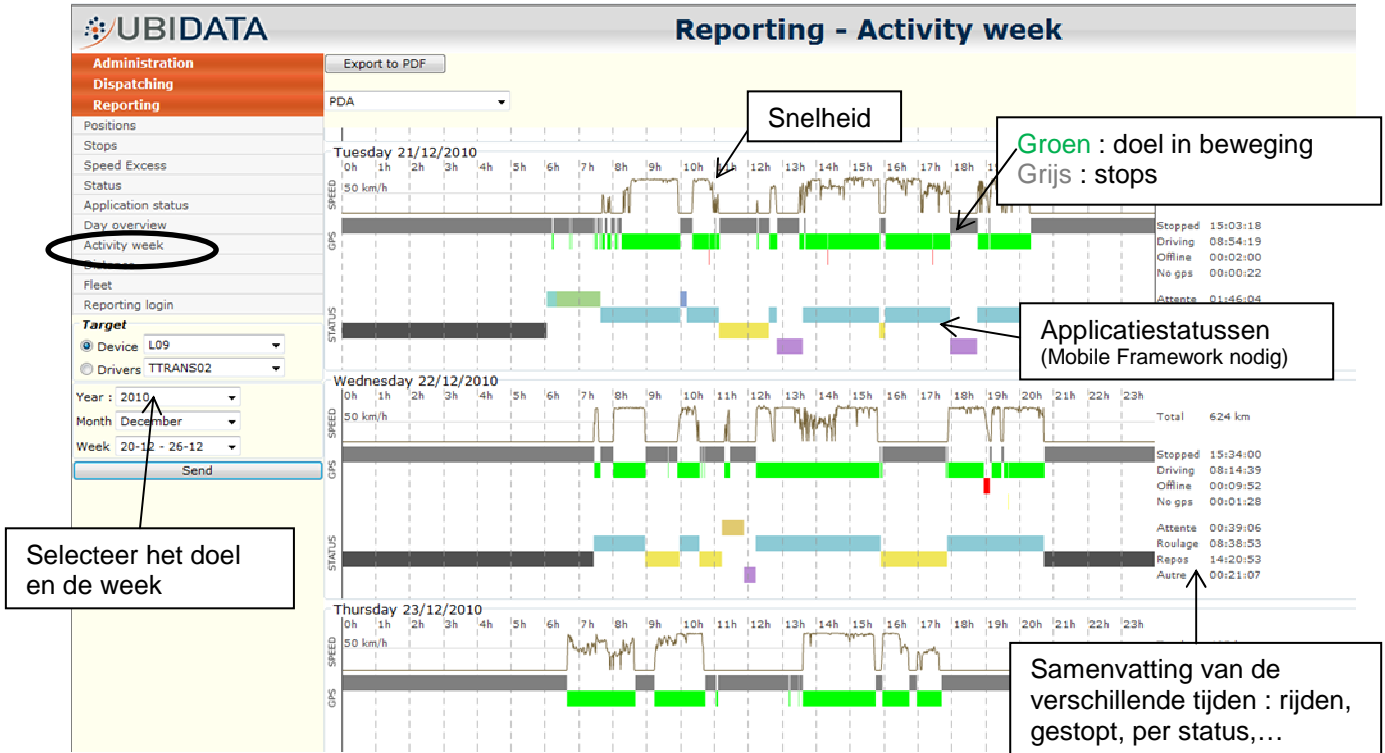 UBIDATA
Reporting - Activity week
Administration
Dispatching
Reporting
Positions
Stops
Speed Excess
Status
Application status
Day overview
Activity week
Fleet
Reporting login
Target
Device L09
Drivers TTRANS02
Year : 2010
Month December
Week 20-12 - 26-12
Send
Selecteer het doel
en de week
Export to PDF
PDA
Snelheid
Groen : doel in beweging
Grijs : stops
Tuesday 21/12/2010
0h 1h 2h 3h 4h 5h 6h 7h 8h 9h 10h 11h 12h 13h 14h 15h 16h 17h 18h
SPEED
50 km/h
GPS
STATUS
Stopped 15:03:18
Driving 08:54:19
Offline 00:02:00
No gps 00:00:22
Attente 01:46:04
Applicatiestatussen
(Mobile Framework nodig)
Wednesday 22/12/2010
0h 1h 2h 3h 4h 5h 6h 7h 8h 9h 10h 11h 12h 13h 14h 15h 16h 17h 18h 19h 20h 21h 22h 23h
SPEED
50 km/h
GPS
STATUS
Total 624 km
Stopped 15:34:00
Driving 08:14:39
Offline 00:09:52
No gps 00:01:28
Attente 00:39:06
Roulage 08:38:53
Repos 14:20:53
Autre 00:21:07
Thursday 23/12/2010
0h 1h 2h 3h 4h 5h 6h 7h 8h 9h 10h 11h 12h 13h 14h 15h 16h 17h 18h 19h 20h 21h 22h 23h
SPEED
50 km/h
GPS
Samenvatting van de
verschillende tijden : rijden,
gestopt, per status,…